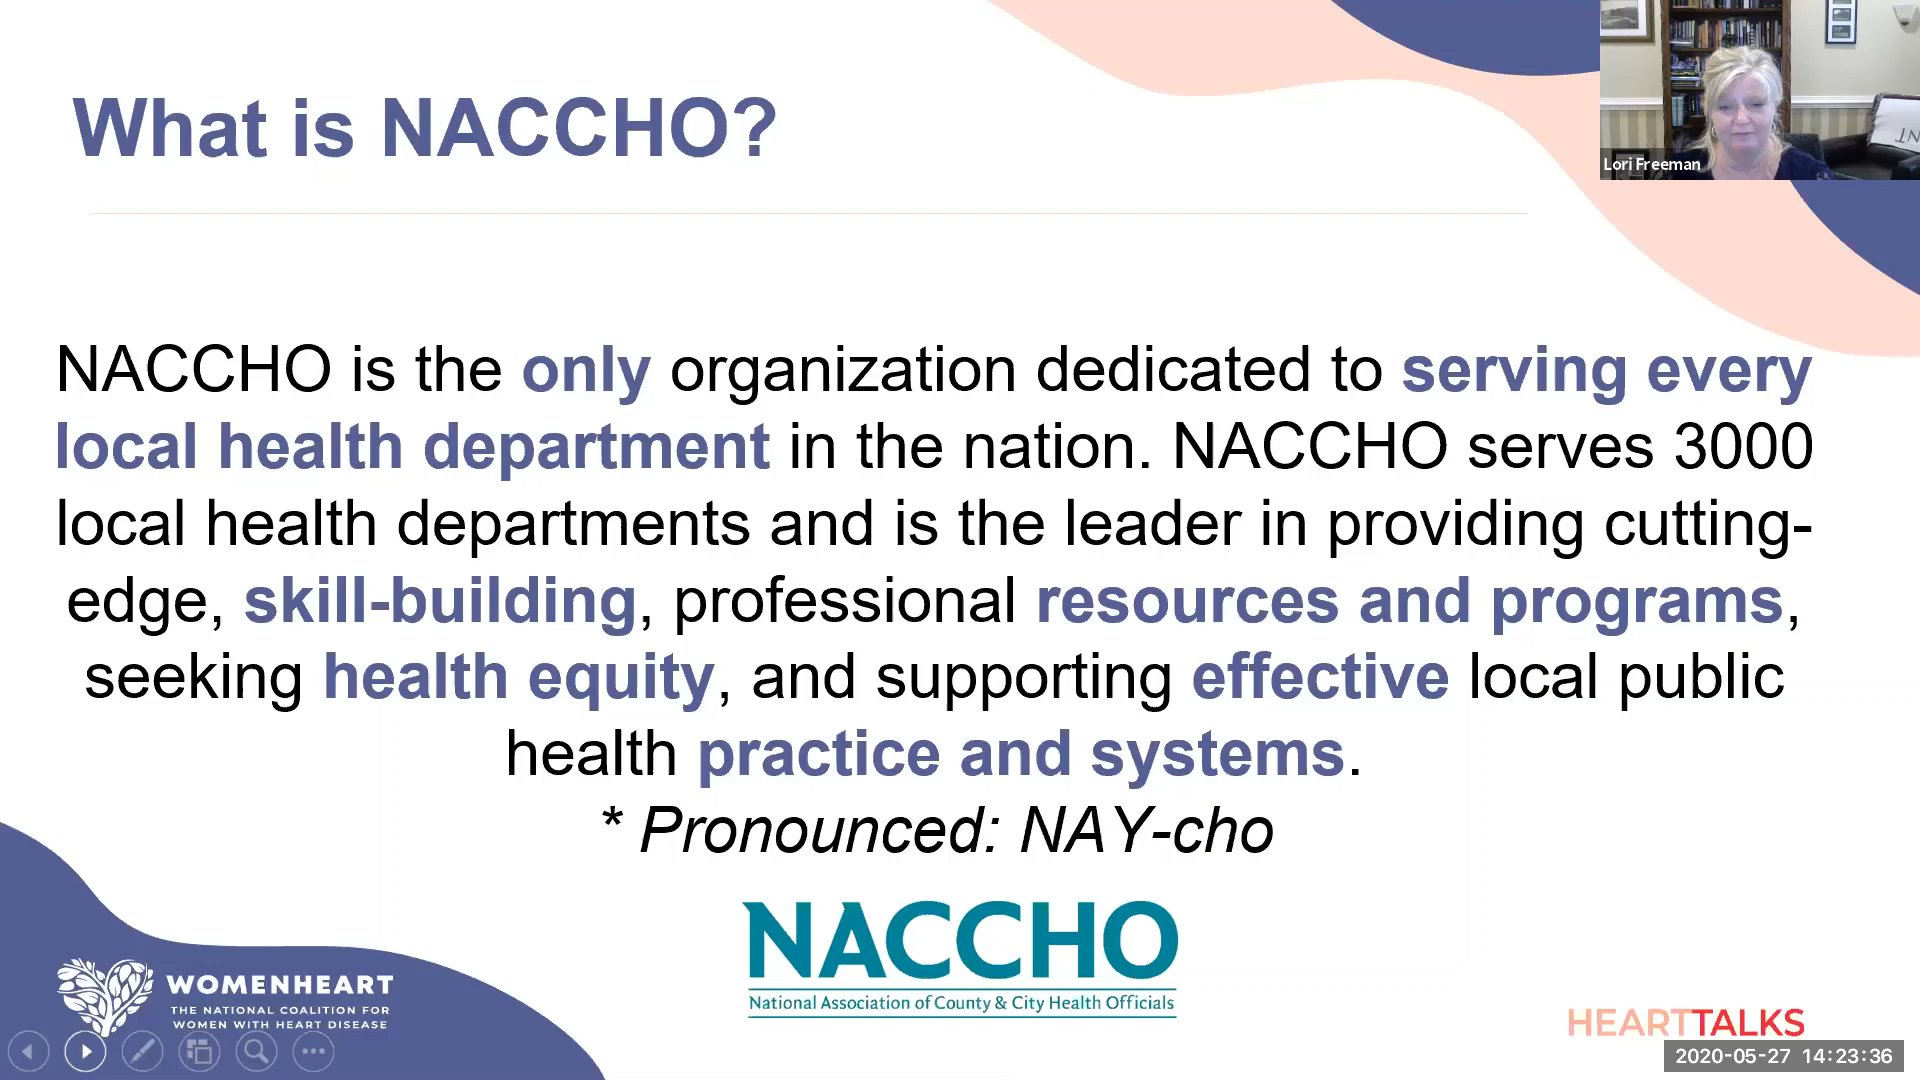 What is NACCHO?
Lori Freeman
NACCHO is the only organization dedicated to serving every
local health department in the nation. NACCHO serves 3000
local health departments and is the leader in providing cutting-
edge, skill-building, professional resources and programs,
seeking health equity, and supporting effective local public
health practice and systems.
* Pronounced: NAY-cho
NACCHO
National Association of County & City Health Officials
WOMENHEART
THE NATIONAL COALITION FOR
WOMEN WITH HEART DISEASE
HEARTTALKS
2020-05-27 14:23:36